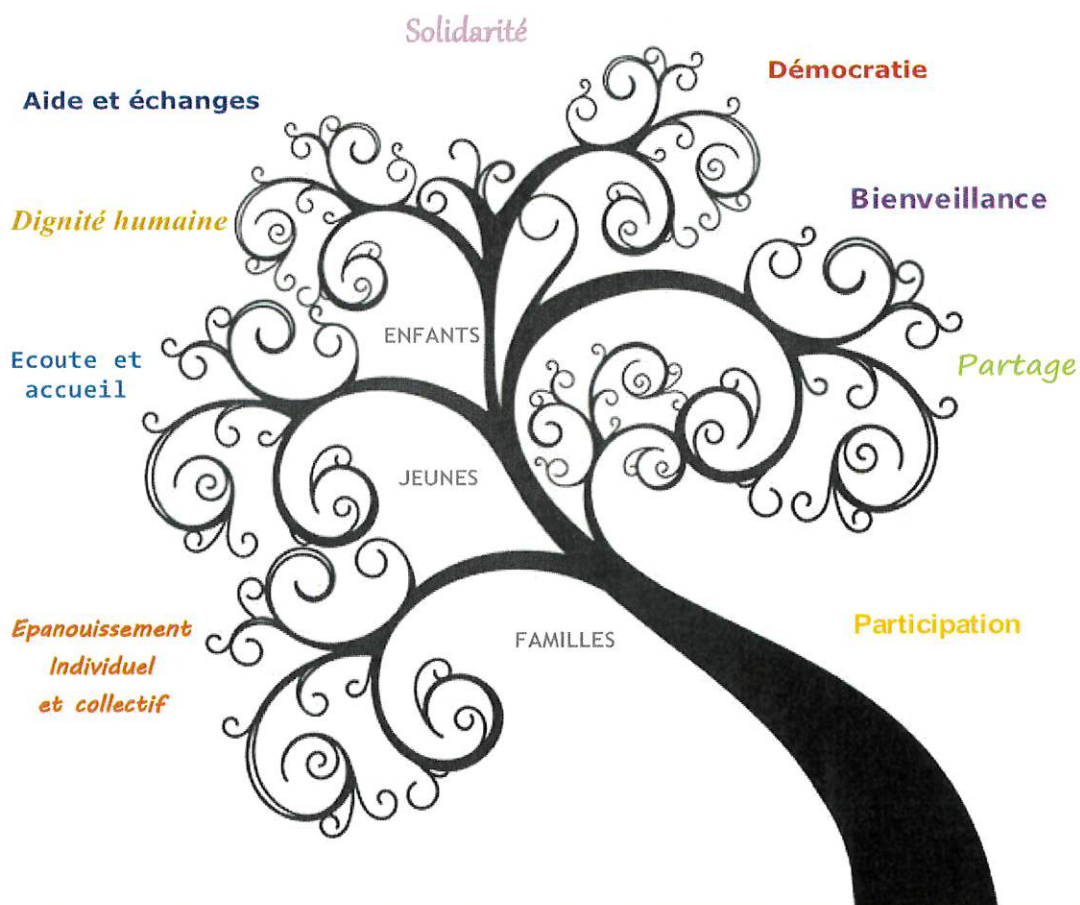 Solidarité
Démocratie
Aide et échanges
Bienveillance
Dignité humaine
ENFANTS
Ecoute et
accueil
Partage
JEUNES
Epanouissement
Individuel
et collectif
FAMILLES
Participation